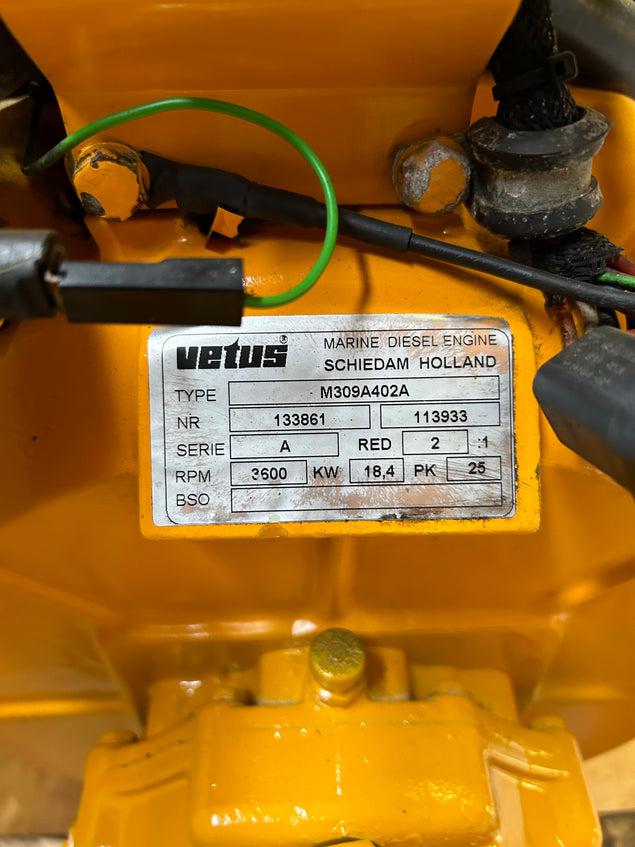 vetus® MARINE DIESEL ENGINE
SCHIEDAM HOLLAND
TYPE M309A402A
NR 133861 113933
SERIE A RED 2 :1
RPM 3600 KW 18,4 PK 25
BSO